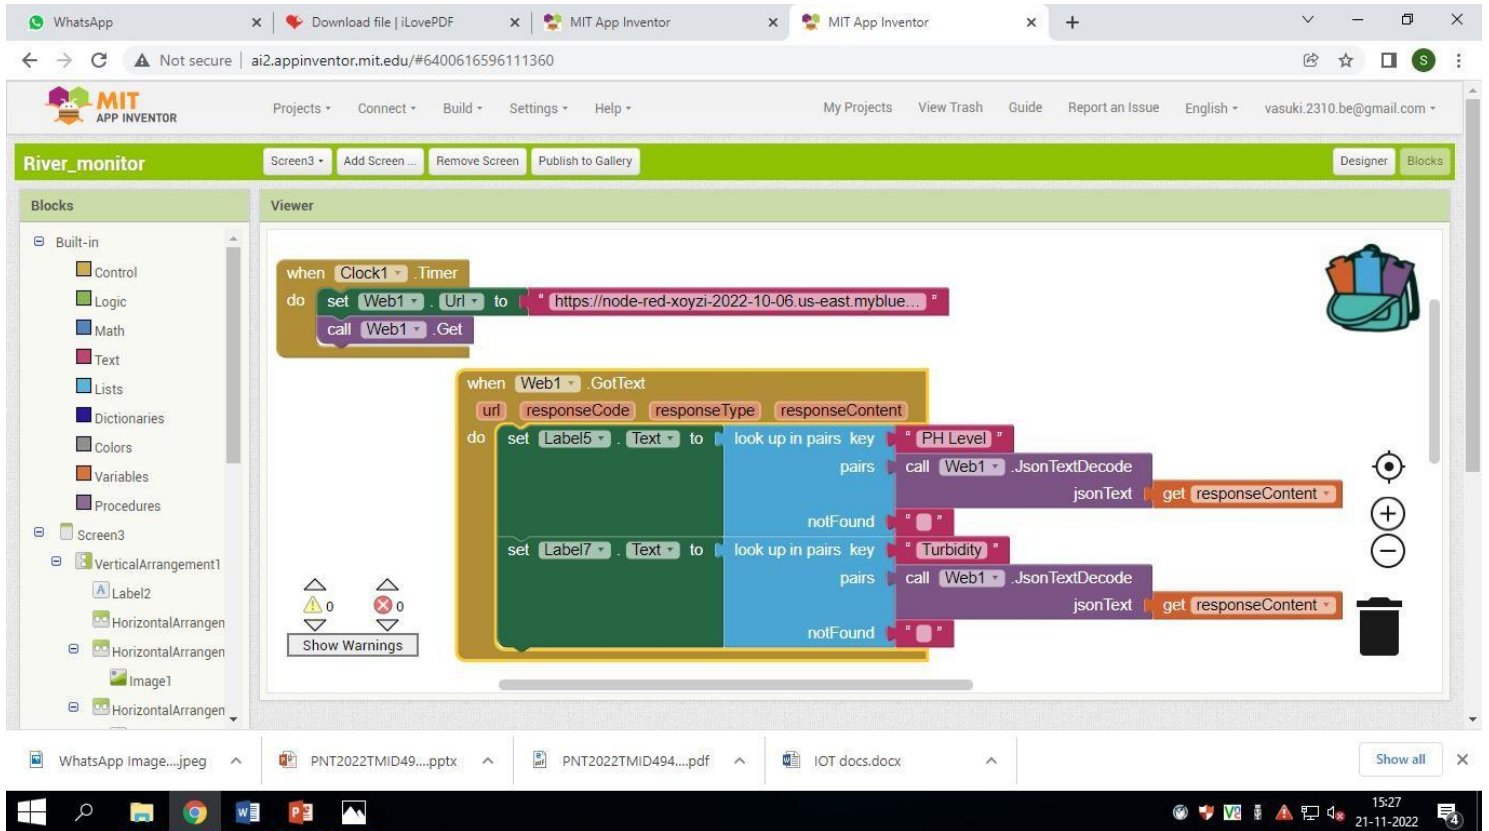 WhatsApp
Download file | iLovePDF
MIT App Inventor
MIT App Inventor
Not secure | ai2.appinventor.mit.edu/#6400616596111360
S
MIT
APP INVENTOR
Projects Connect Build Settings Help
My Projects View Trash Guide Report an Issue English vasuki.2310.be@gmail.com
River_monitor
Screen3 Add Screen ... Remove Screen Publish to Gallery
Designer Blocks
Blocks
Viewer
Built-in
Control
Logic
Math
Text
Lists
Dictionaries
Colors
Variables
Procedures
Screen3
VerticalArrangement1
A Label2
HorizontalArrangen
HorizontalArrangen
Image1
HorizontalArrangen
when Clock1 .Timer
do set Web1 . Url to " https://node-red-xoyzi-2022-10-06.us-east.myblue... "
call Web1 .Get
when Web1 .GotText
url responseCode responseType responseContent
do set Label5 . Text to look up in pairs key " PH Level "
pairs call Web1 .JsonTextDecode
jsonText get responseContent
notFound " "
set Label7 . Text to look up in pairs key " Turbidity "
pairs call Web1 .JsonTextDecode
jsonText get responseContent
notFound " "
0 0
Show Warnings
WhatsApp Image....jpeg
PNT2022TMID49....pptx
PNT2022TMID494....pdf
IOT docs.docx
Show all
15:27
21-11-2022
4